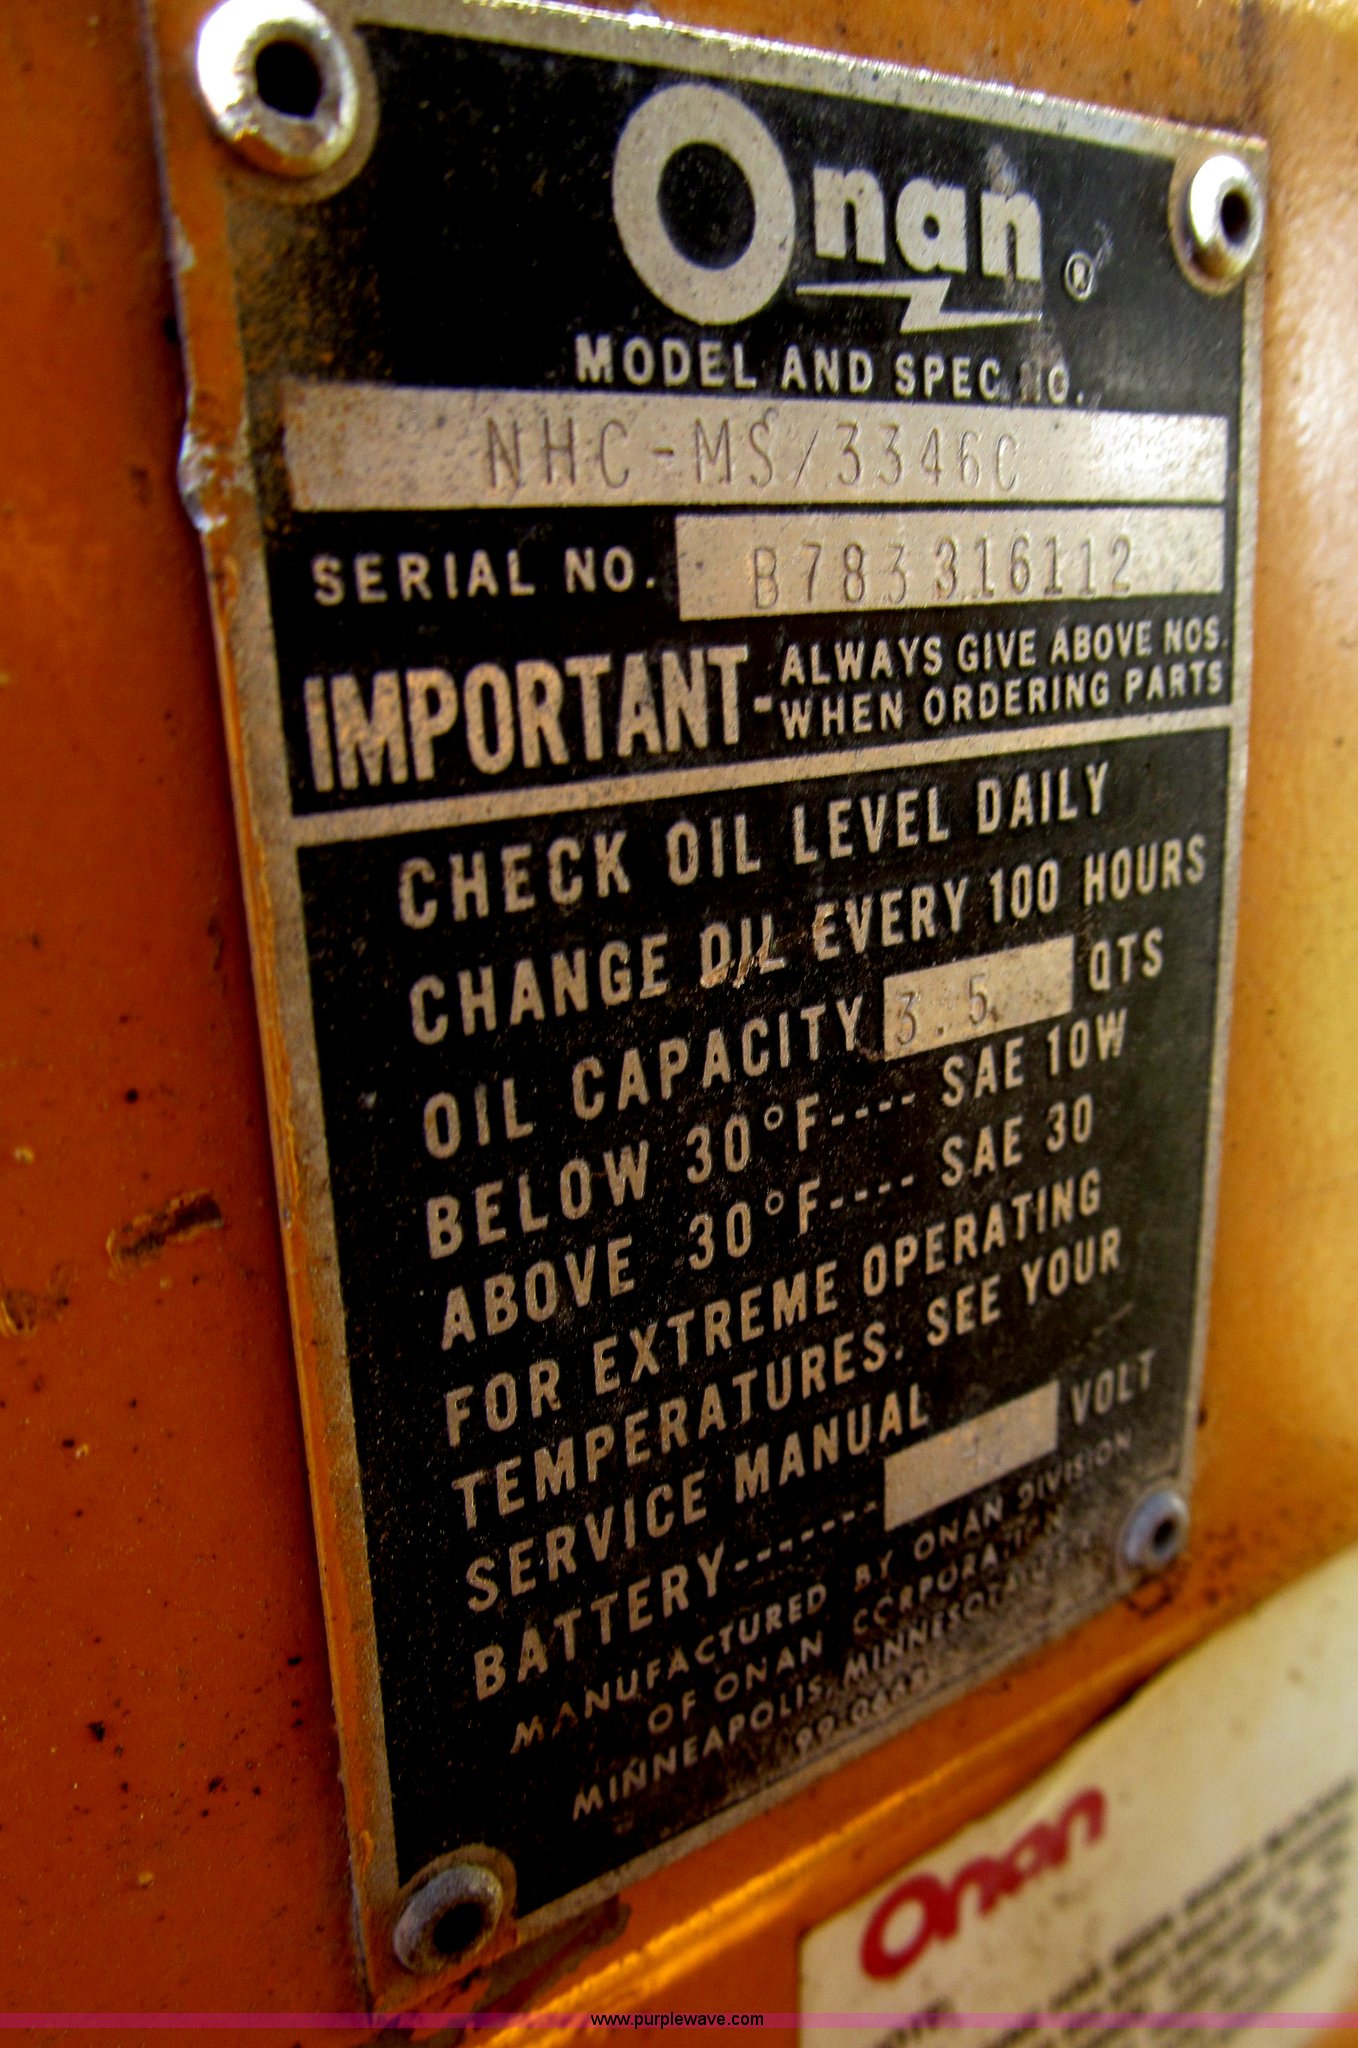 Onan ®
MODEL AND SPEC NO.
NHC-MS/3346C
SERIAL NO. B783316112
IMPORTANT- ALWAYS GIVE ABOVE NOS.
WHEN ORDERING PARTS
CHECK OIL LEVEL DAILY
CHANGE OIL EVERY 100 HOURS
OIL CAPACITY 3.5 QTS
BELOW 30°F---- SAE 10W
ABOVE 30°F---- SAE 30
FOR EXTREME OPERATING
TEMPERATURES. SEE YOUR
SERVICE MANUAL
BATTERY------- VOLT
MANUFACTURED BY ONAN DIVISION
OF ONAN CORPORATION
MINNEAPOLIS, MINNESOTA
Onan
www.purplewave.com